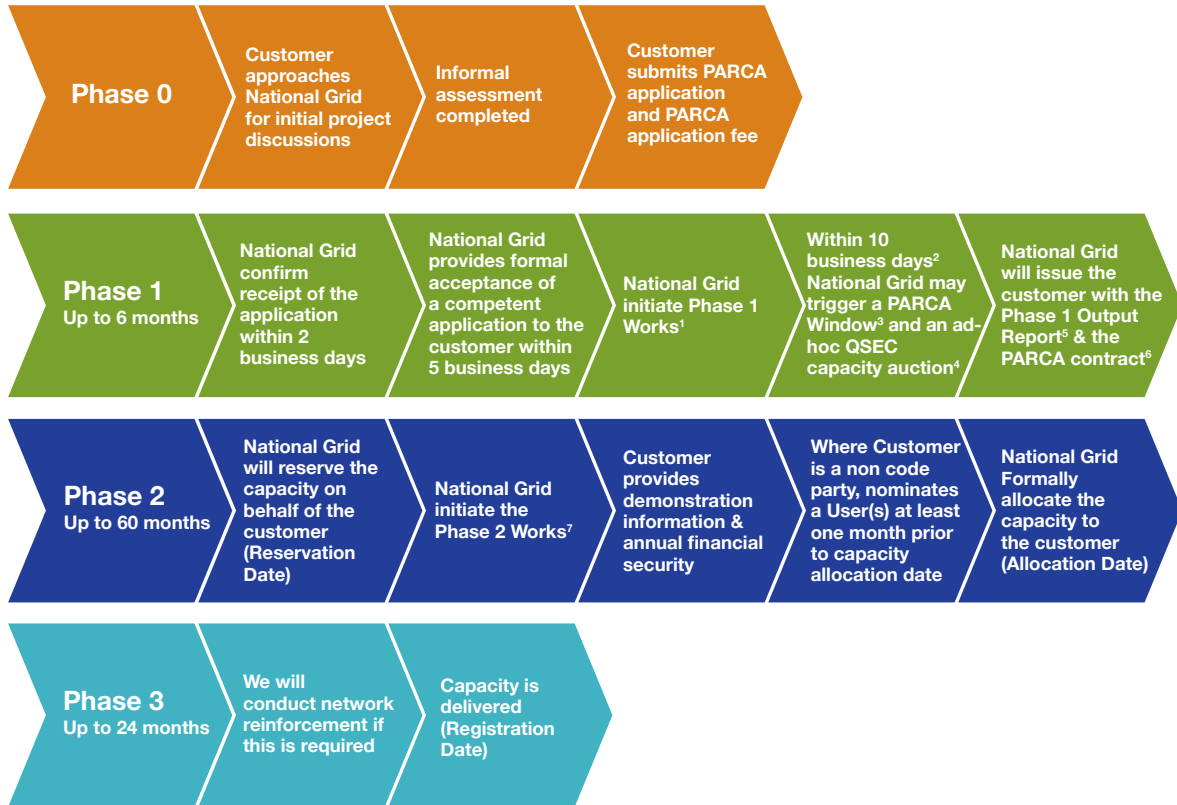 Phase 0
Customer
approaches
National Grid
for initial project
discussions
Informal
assessment
completed
Customer
submits PARCA
application
and PARCA
application fee
Phase 1
Up to 6 months
National Grid
confirm
receipt of the
application
within 2
business days
National Grid
provides formal
acceptance of
a competent
application to the
customer within
5 business days
National Grid
initiate Phase 1
Works¹
Within 10
business days²
National Grid may
trigger a PARCA
Window³ and an ad-
hoc QSEC
capacity auction⁴
National Grid
will issue the
customer with the
Phase 1 Output
Report⁵ & the
PARCA contract⁶
Phase 2
Up to 60 months
National Grid
will reserve the
capacity on
behalf of the
customer
(Reservation
Date)
National Grid
initiate the
Phase 2 Works⁷
Customer
provides
demonstration
information &
annual financial
security
Where Customer
is a non code
party, nominates
a User(s) at least
one month prior
to capacity
allocation date
National Grid
Formally
allocate the
capacity to
the customer
(Allocation Date)
Phase 3
Up to 24 months
We will
conduct network
reinforcement if
this is required
Capacity is
delivered
(Registration
Date)